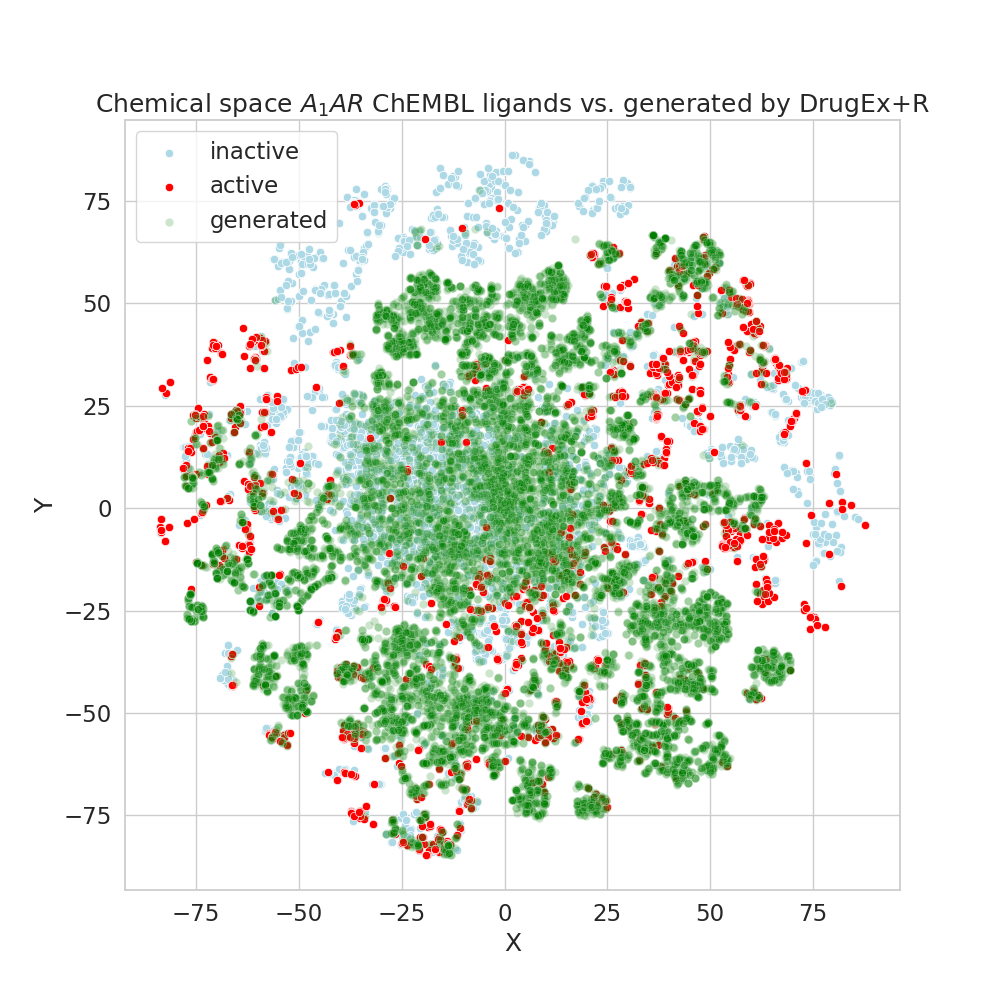 Chemical space A₁AR ChEMBL ligands vs. generated by DrugEx+R
inactive
active
generated
75
50
25
0
−25
−50
−75
Y
−75 −50 −25 0 25 50 75
X